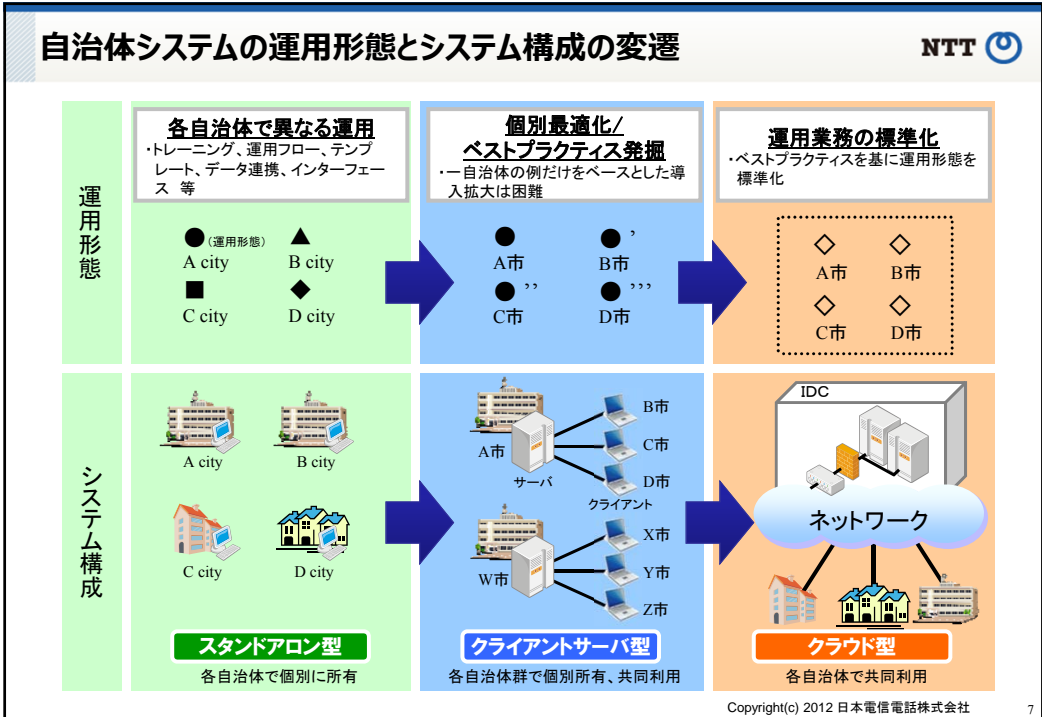 自治体システムの運用形態とシステム構成の変遷
NTT
運用形態
各自治体で異なる運用
・トレーニング、運用フロー、テンプ
レート、データ連携、インターフェー
ス 等
●(運用形態) ▲
A city B city
■ ◆
C city D city
個別最適化/
ベストプラクティス発掘
・一自治体の例だけをベースとした導
入拡大は困難
● ●’
A市 B市
●’’ ●’’’
C市 D市
運用業務の標準化
・ベストプラクティスを基に運用形態を
標準化
◇ ◇
A市 B市
◇ ◇
C市 D市
システム構成
A city B city
C city D city
スタンドアロン型
各自治体で個別に所有
B市
A市
C市
サーバ
D市
クライアント
X市
W市
Y市
Z市
クライアントサーバ型
各自治体群で個別所有、共同利用
IDC
ネットワーク
クラウド型
各自治体で共同利用
Copyright(c) 2012 日本電信電話株式会社
7